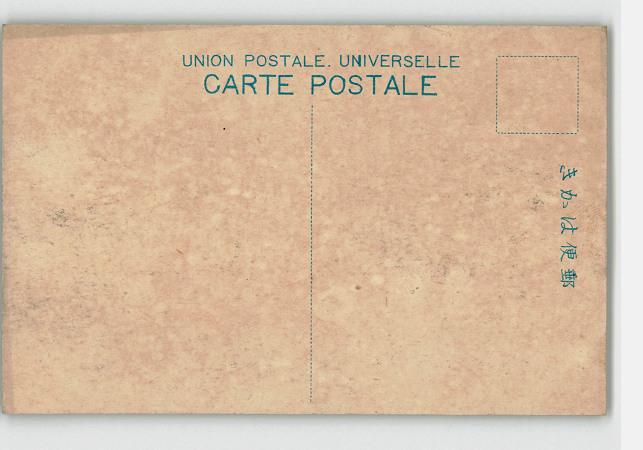 UNION POSTALE. UNIVERSELLE
CARTE POSTALE
郵便はかき